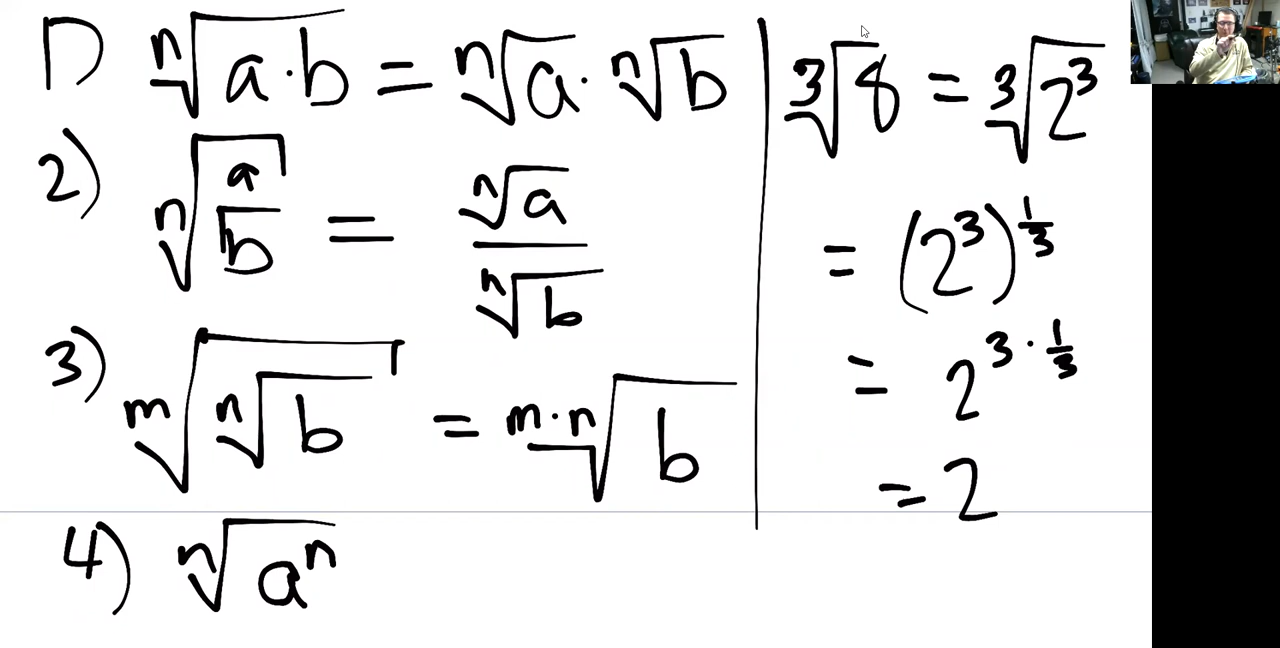 1) ⁿ√(a·b) = ⁿ√a · ⁿ√b
2) ⁿ√(a/b) = ⁿ√a / ⁿ√b
3) ᵐ√(ⁿ√b) = ᵐ·ⁿ√b
4) ⁿ√(aⁿ)
³√8 = ³√(2³)
= (2³)^(1/3)
= 2^(3·1/3)
= 2